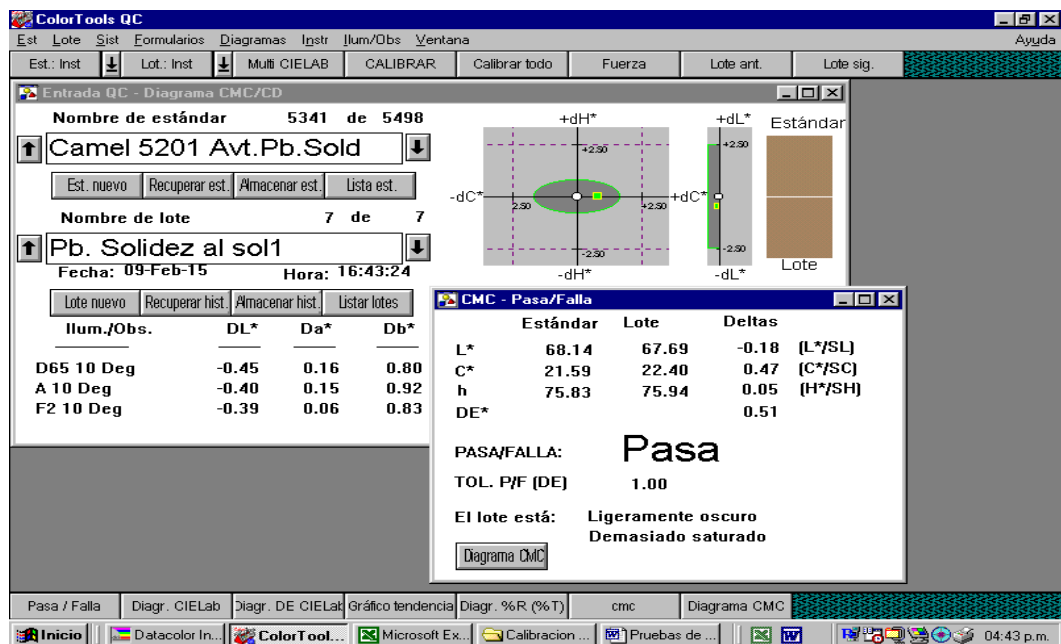 ColorTools QC
Est Lote Sist Formularios Diagramas Instr Ilum/Obs Ventana Ayuda
Est.: Inst Lot.: Inst Multi CIELAB CALIBRAR Calibrar todo Fuerza Lote ant. Lote sig.
Entrada QC - Diagrama CMC/CD
Nombre de estándar 5341 de 5498
Camel 5201 Avt.Pb.Sold
Est. nuevo Recuperar est. Almacenar est. Lista est.
Nombre de lote 7 de 7
Pb. Solidez al sol1
Fecha: 09-Feb-15 Hora: 16:43:24
Lote nuevo Recuperar hist. Almacenar hist. Listar lotes
Ilum./Obs. DL* Da* Db*
D65 10 Deg -0.45 0.16 0.80
A 10 Deg -0.40 0.15 0.92
F2 10 Deg -0.39 0.06 0.83
+dH*
+2.50
-dC* 2.50 +2.50 +dC*
-2.50
-dH*
+dL*
+2.50
-2.50
-dL*
Estándar
Lote
CMC - Pasa/Falla
Estándar Lote Deltas
L* 68.14 67.69 -0.18 (L*/SL)
C* 21.59 22.40 0.47 (C*/SC)
h 75.83 75.94 0.05 (H*/SH)
DE* 0.51
PASA/FALLA: Pasa
TOL. P/F (DE) 1.00
El lote está: Ligeramente oscuro
Demasiado saturado
Diagrama CMC
Pasa / Falla Diagr. CIELab Diagr. DE CIELab Gráfico tendencia Diagr. %R (%T) cmc Diagrama CMC
Inicio Datacolor In... ColorTool... Microsoft Ex... Calibracion ... Pruebas de ... 04:43 p.m.